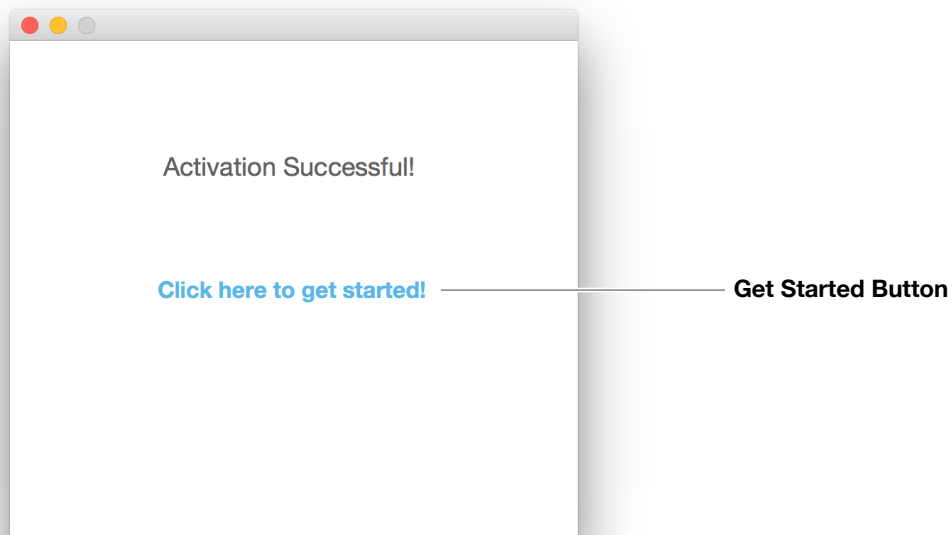 Activation Successful!
Click here to get started!
Get Started Button